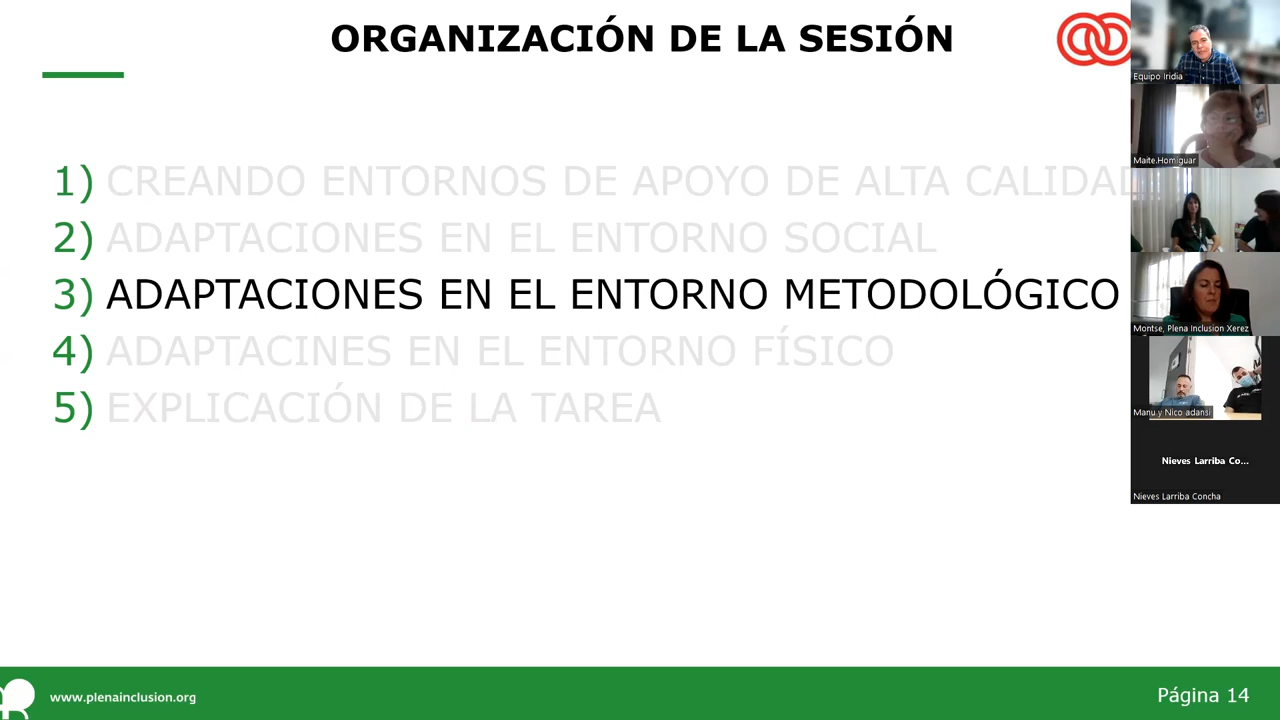 ORGANIZACIÓN DE LA SESIÓN
1) CREANDO ENTORNOS DE APOYO DE ALTA CALIDAD
2) ADAPTACIONES EN EL ENTORNO SOCIAL
3) ADAPTACIONES EN EL ENTORNO METODOLÓGICO
4) ADAPTACINES EN EL ENTORNO FÍSICO
5) EXPLICACIÓN DE LA TAREA
www.plenainclusion.org
Página 14
Equipo Iridia
Maite.Homiguar
Montse, Plena Inclusion Xerez
Manu y Nico adansi
Nieves Larriba Co...
Nieves Larriba Concha